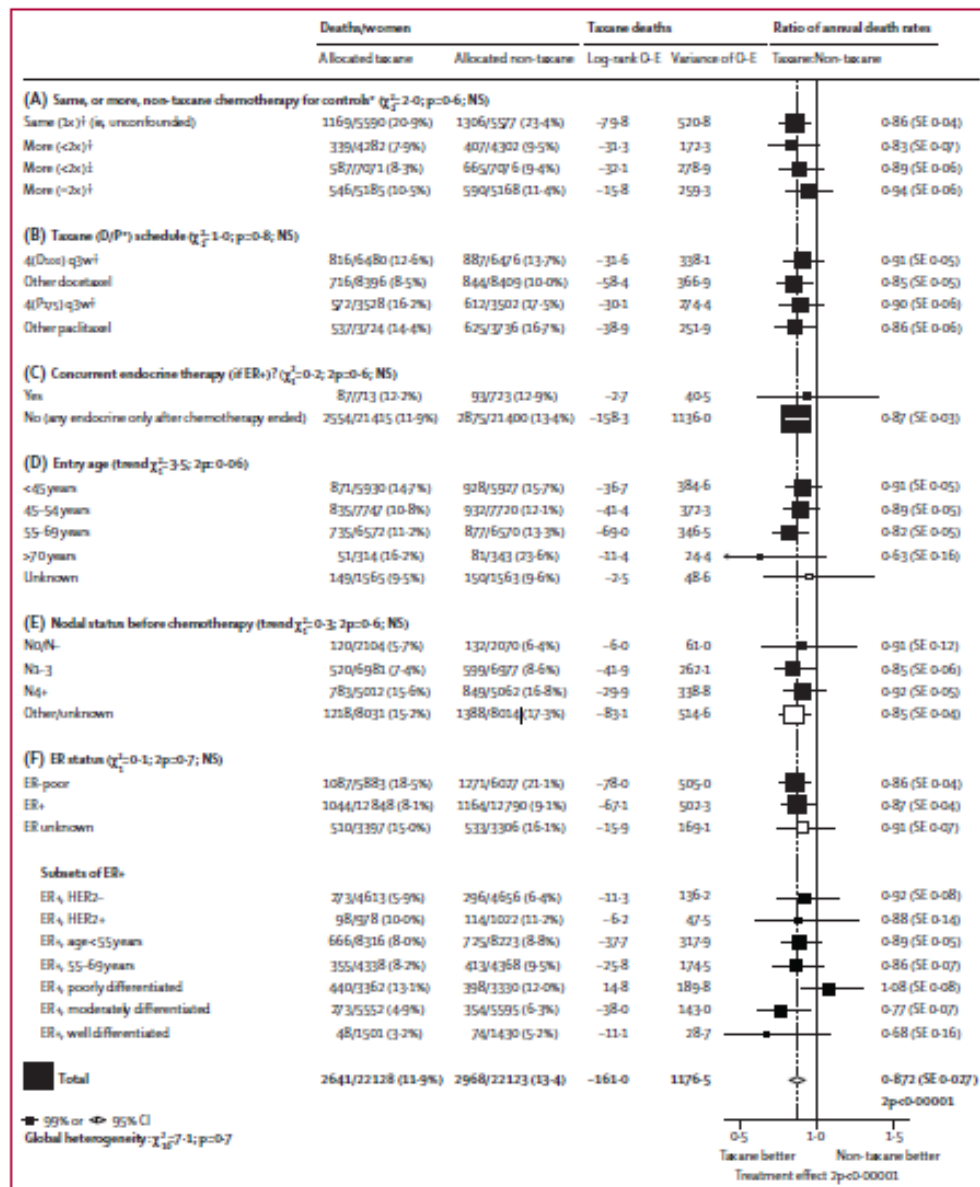 Deaths/women Taxane deaths Ratio of annual death rates
Allocated taxane Allocated non-taxane Log-rank O-E Variance of O-E Taxane:Non-taxane
(A) Same, or more, non-taxane chemotherapy for controls* (χ²₃=2·0; p=0·6; NS)
Same (1x)† (ie, unconfounded) 1169/5590 (20·9%) 1306/5577 (23·4%) –79·8 520·8 0·86 (SE 0·04)
More (<2x)† 339/4282 (7·9%) 407/4302 (9·5%) –31·3 172·3 0·83 (SE 0·07)
More (<2x)‡ 587/7071 (8·3%) 665/7076 (9·4%) –32·1 278·9 0·89 (SE 0·06)
More (~2x)† 546/5185 (10·5%) 590/5168 (11·4%) –15·8 259·3 0·94 (SE 0·06)
(B) Taxane (D/P*) schedule (χ²=1·0; p=0·8; NS)
4(D100) q3w† 816/6480 (12·6%) 887/6476 (13·7%) –31·6 338·1 0·91 (SE 0·05)
Other docetaxel 716/8396 (8·5%) 844/8409 (10·0%) –58·4 366·9 0·85 (SE 0·05)
4(P175) q3w† 572/3528 (16·2%) 612/3502 (17·5%) –30·1 274·4 0·90 (SE 0·06)
Other paclitaxel 537/3724 (14·4%) 625/3736 (16·7%) –38·9 251·9 0·86 (SE 0·06)
(C) Concurrent endocrine therapy (if ER+)? (χ²₁=0·2; 2p=0·6; NS)
Yes 87/713 (12·2%) 93/723 (12·9%) –2·7 40·5
No (any endocrine only after chemotherapy ended) 2554/21415 (11·9%) 2875/21400 (13·4%) –158·3 1136·0 0·87 (SE 0·03)
(D) Entry age (trend χ²₁=3·5; 2p=0·06)
<45 years 871/5930 (14·7%) 928/5927 (15·7%) –36·7 384·6 0·91 (SE 0·05)
45–54 years 835/7747 (10·8%) 932/7720 (12·1%) –41·4 372·3 0·89 (SE 0·05)
55–69 years 735/6572 (11·2%) 877/6570 (13·3%) –69·0 346·5 0·82 (SE 0·05)
>70 years 51/314 (16·2%) 81/343 (23·6%) –11·4 24·4 0·63 (SE 0·16)
Unknown 149/1565 (9·5%) 150/1563 (9·6%) –2·5 48·6
(E) Nodal status before chemotherapy (trend χ²₁=0·3; 2p=0·6; NS)
N0/N– 120/2104 (5·7%) 132/2070 (6·4%) –6·0 61·0 0·91 (SE 0·12)
N1–3 520/6981 (7·4%) 599/6977 (8·6%) –41·9 262·1 0·85 (SE 0·06)
N4+ 783/5012 (15·6%) 849/5062 (16·8%) –29·9 338·8 0·92 (SE 0·05)
Other/unknown 1218/8031 (15·2%) 1388/8014 (17·3%) –83·1 514·6 0·85 (SE 0·04)
(F) ER status (χ²₁=0·1; 2p=0·7; NS)
ER-poor 1087/5883 (18·5%) 1271/6027 (21·1%) –78·0 505·0 0·86 (SE 0·04)
ER+ 1044/12848 (8·1%) 1164/12790 (9·1%) –67·1 502·3 0·87 (SE 0·04)
ER unknown 510/3397 (15·0%) 533/3306 (16·1%) –15·9 169·1 0·91 (SE 0·07)
Subsets of ER+
ER+, HER2– 273/4613 (5·9%) 296/4656 (6·4%) –11·3 136·2 0·92 (SE 0·08)
ER+, HER2+ 98/978 (10·0%) 114/1022 (11·2%) –6·2 47·5 0·88 (SE 0·14)
ER+, age<55 years 666/8316 (8·0%) 725/8223 (8·8%) –37·7 317·9 0·89 (SE 0·05)
ER+, 55–69 years 355/4338 (8·2%) 413/4368 (9·5%) –25·8 174·5 0·86 (SE 0·07)
ER+, poorly differentiated 440/3362 (13·1%) 398/3330 (12·0%) 14·8 189·8 1·08 (SE 0·08)
ER+, moderately differentiated 273/5552 (4·9%) 354/5595 (6·3%) –38·0 143·0 0·77 (SE 0·07)
ER+, well differentiated 48/1501 (3·2%) 74/1430 (5·2%) –11·1 28·7 0·68 (SE 0·16)
Total 2641/22128 (11·9%) 2968/22123 (13·4) –161·0 1176·5 0·872 (SE 0·027)
2p<0·00001
99% or 95% CI
Global heterogeneity: χ²₁₀=7·1; p=0·7
0·5 1·0 1·5
Taxane better Non-taxane better
Treatment effect 2p<0·00001